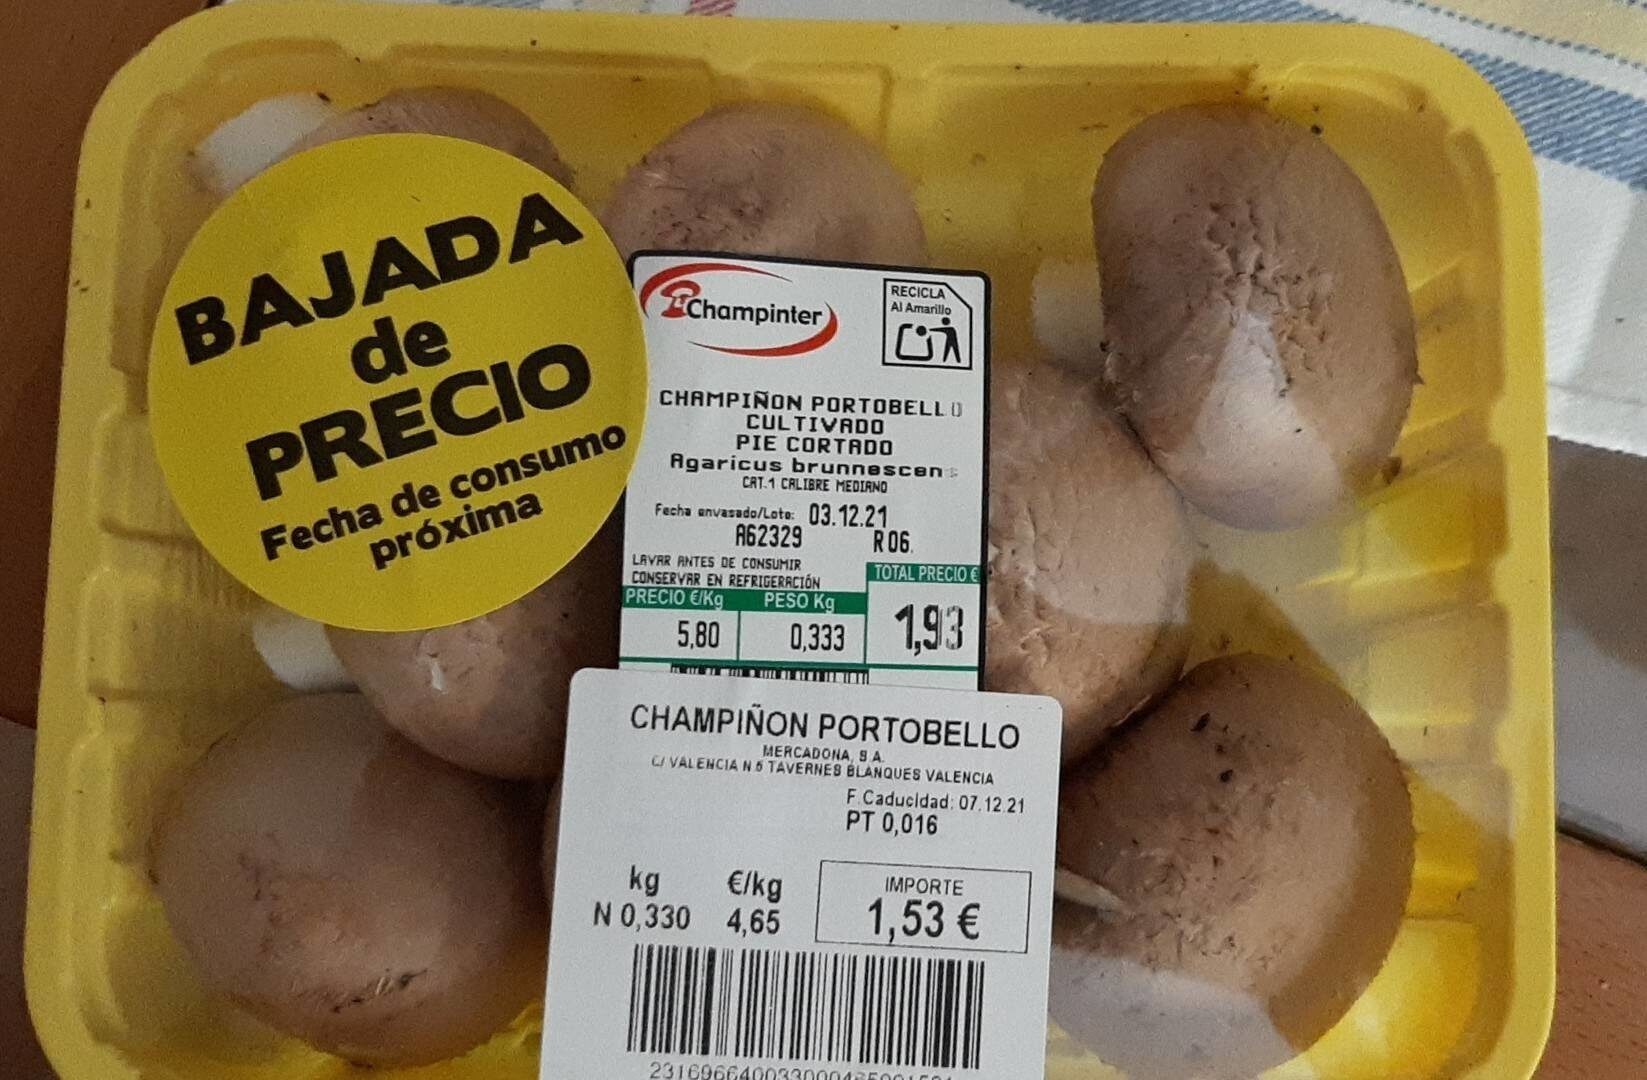 BAJADA
de
PRECIO
Fecha de consumo
próxima
Champinter
RECICLA
Al Amarillo
CHAMPIÑON PORTOBELLO
CULTIVADO
PIE CORTADO
Agaricus brunnescens
CAT.1 CALIBRE MEDIANO
Fecha envasado/Lote: 03.12.21
A62329 R06.
LAVAR ANTES DE CONSUMIR
CONSERVAR EN REFRIGERACIÓN
PRECIO €/Kg PESO Kg TOTAL PRECIO €
5,80 0,333 1,93
CHAMPIÑON PORTOBELLO
MERCADONA, S.A.
C/ VALENCIA N 5 TAVERNES BLANQUES VALENCIA
F.Caducidad: 07.12.21
PT 0,016
kg €/kg IMPORTE
N 0,330 4,65 1,53 €